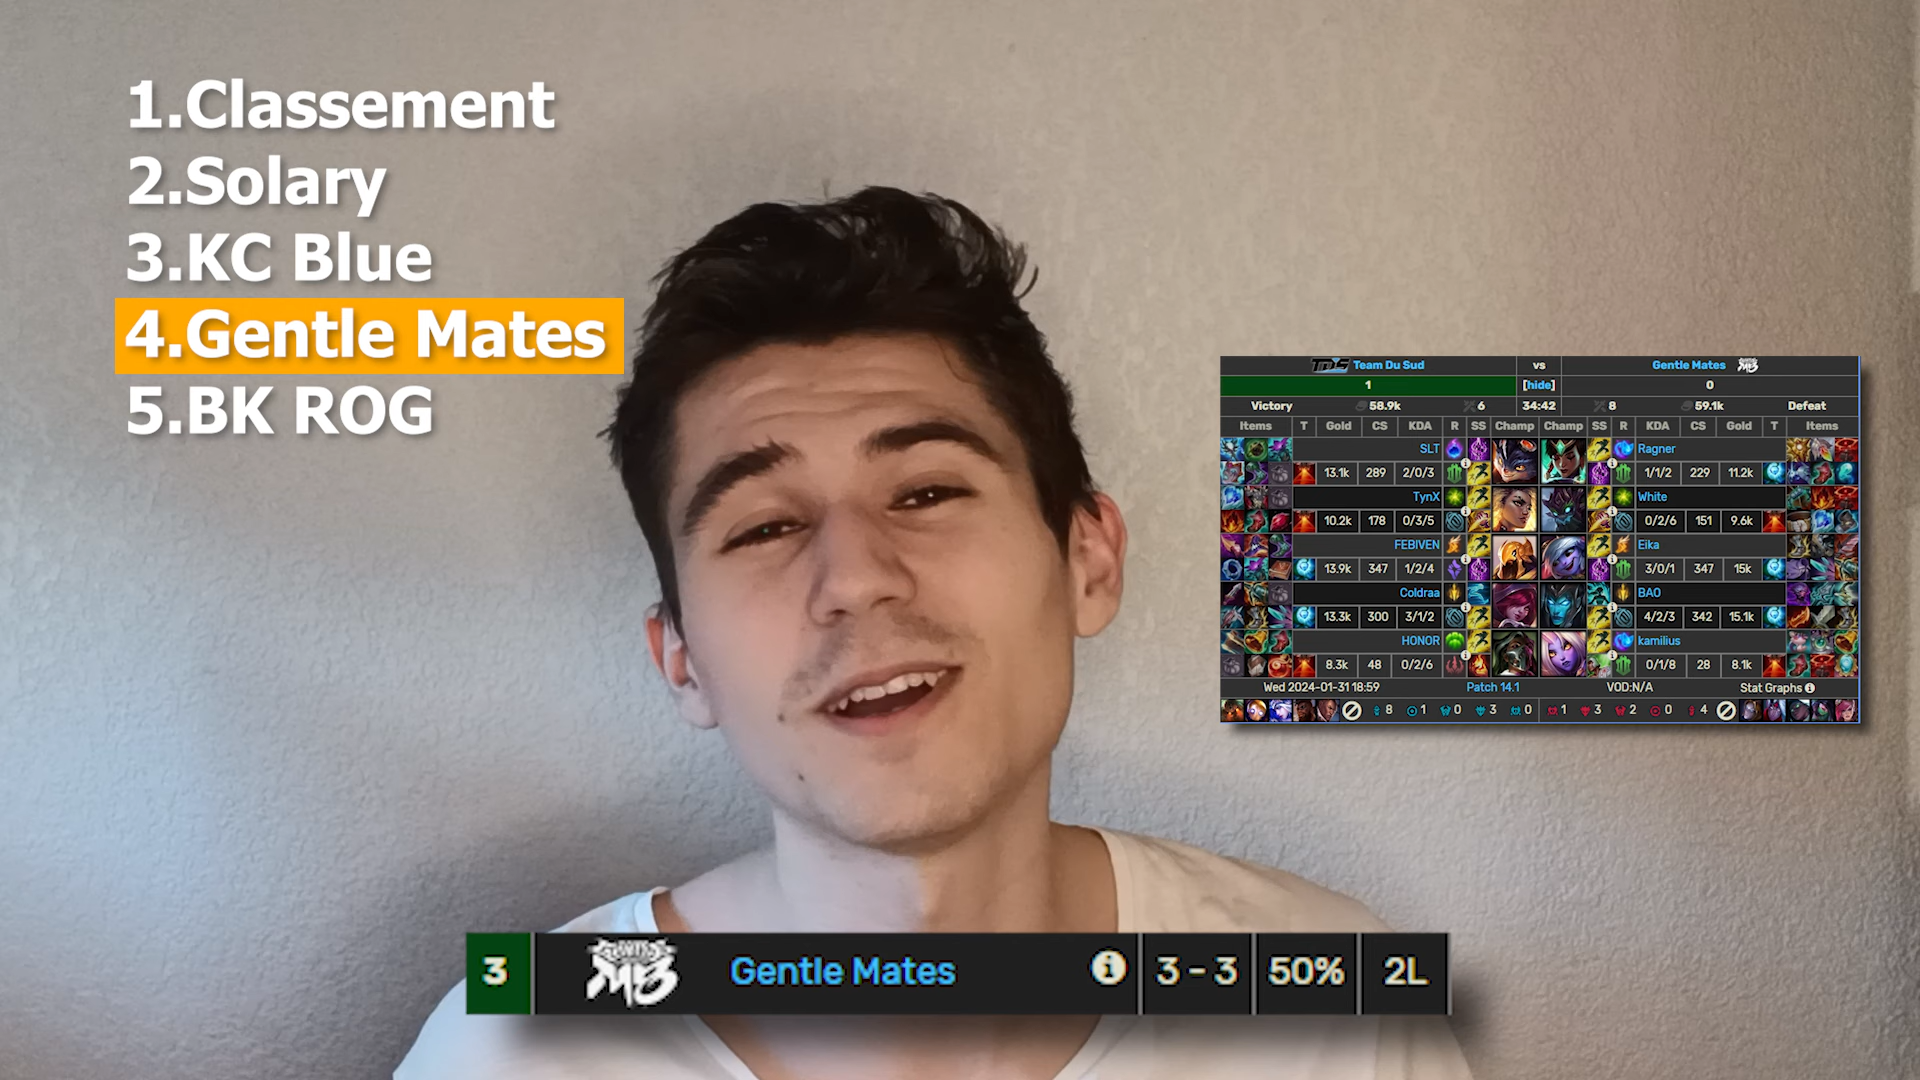 1.Classement
2.Solary
3.KC Blue
4.Gentle Mates
5.BK ROG
TDS Team Du Sud vs Gentle Mates
1 [hide] 0
Victory 58.9k 6 34:42 8 59.1k Defeat
Items T Gold CS KDA R SS Champ Champ SS R KDA CS Gold T Items
SLT Ragner
13.1k 289 2/0/3 1/1/2 229 11.2k
TynX White
10.2k 178 0/3/5 0/2/6 151 9.6k
FEBIVEN Eika
13.9k 347 1/2/4 3/0/1 347 15k
Coldraa BAO
13.3k 300 3/1/2 4/2/3 342 15.1k
HONOR kamilius
8.3k 48 0/2/6 0/1/8 28 8.1k
Wed 2024-01-31 18:59 Patch 14.1 VOD:N/A Stat Graphs
8 1 0 3 0 1 3 2 0 4
3 Gentle Mates 3 - 3 50% 2L